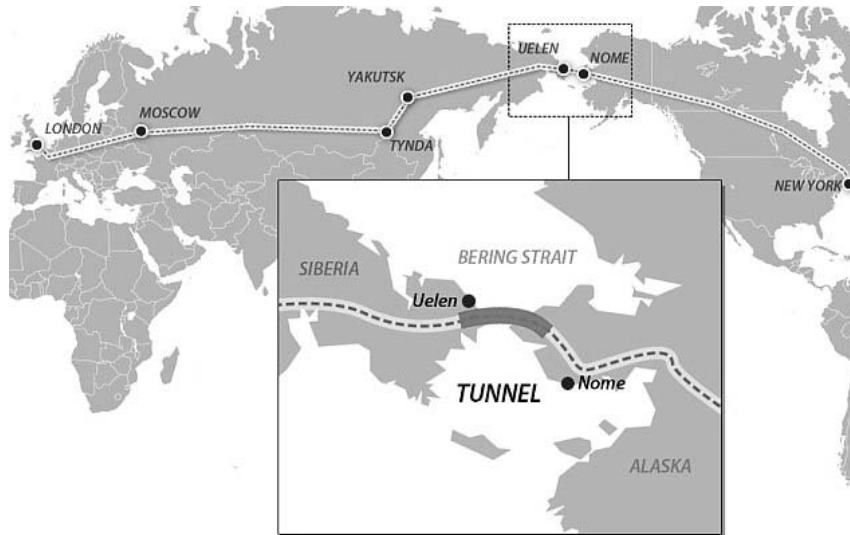 UELEN
NOME
YAKUTSK
MOSCOW
LONDON
TYNDA
NEW YORK
BERING STRAIT
SIBERIA
Uelen
Nome
TUNNEL
ALASKA